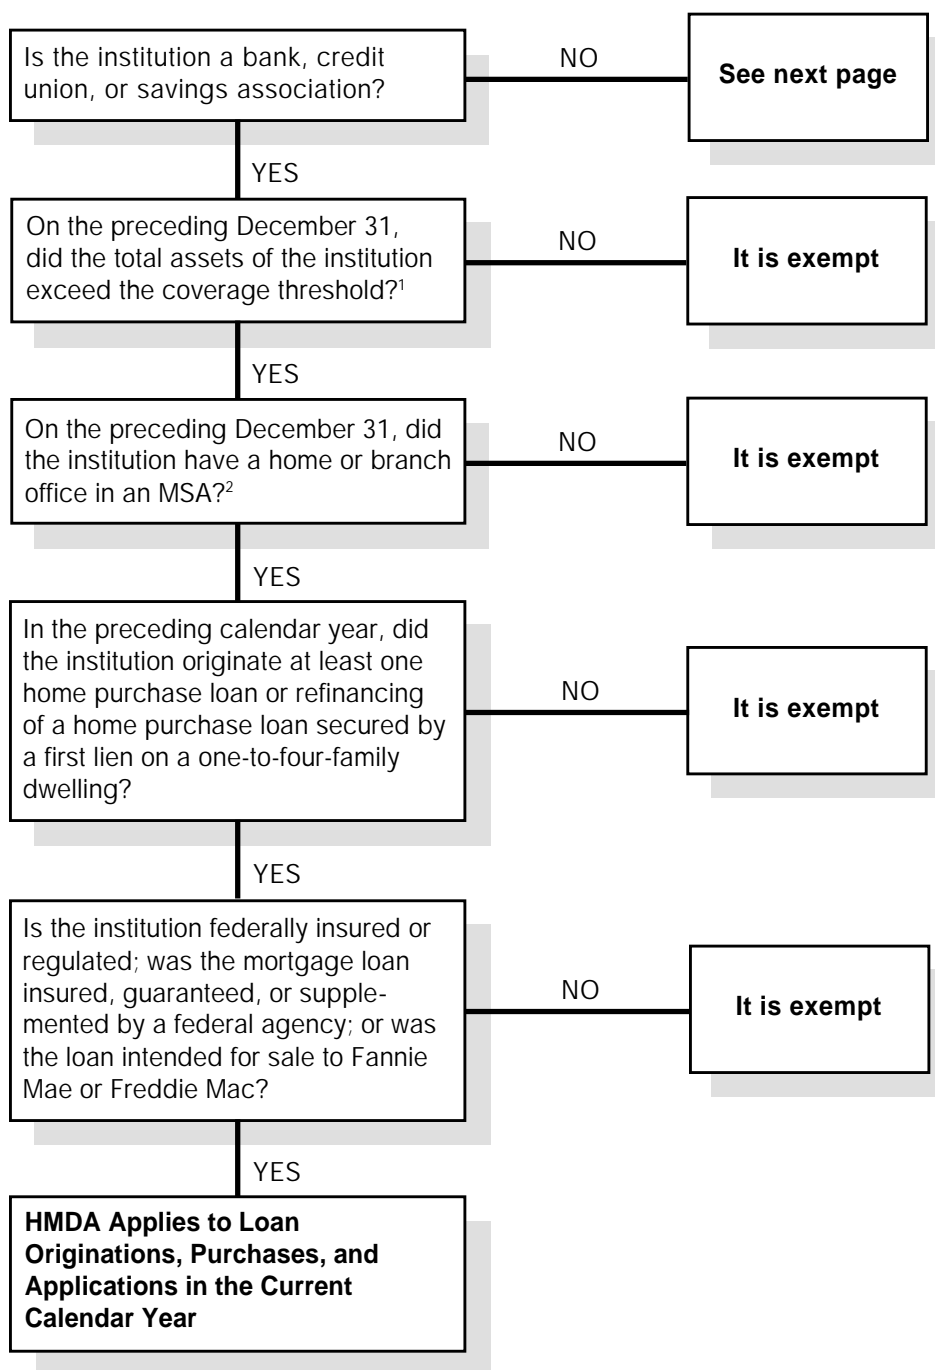 Is the institution a bank, credit
union, or savings association?
NO
See next page
YES
On the preceding December 31,
did the total assets of the institution
exceed the coverage threshold?¹
NO
It is exempt
YES
On the preceding December 31, did
the institution have a home or branch
office in an MSA?²
NO
It is exempt
YES
In the preceding calendar year, did
the institution originate at least one
home purchase loan or refinancing
of a home purchase loan secured by
a first lien on a one-to-four-family
dwelling?
NO
It is exempt
YES
Is the institution federally insured or
regulated; was the mortgage loan
insured, guaranteed, or supple-
mented by a federal agency; or was
the loan intended for sale to Fannie
Mae or Freddie Mac?
NO
It is exempt
YES
HMDA Applies to Loan
Originations, Purchases, and
Applications in the Current
Calendar Year